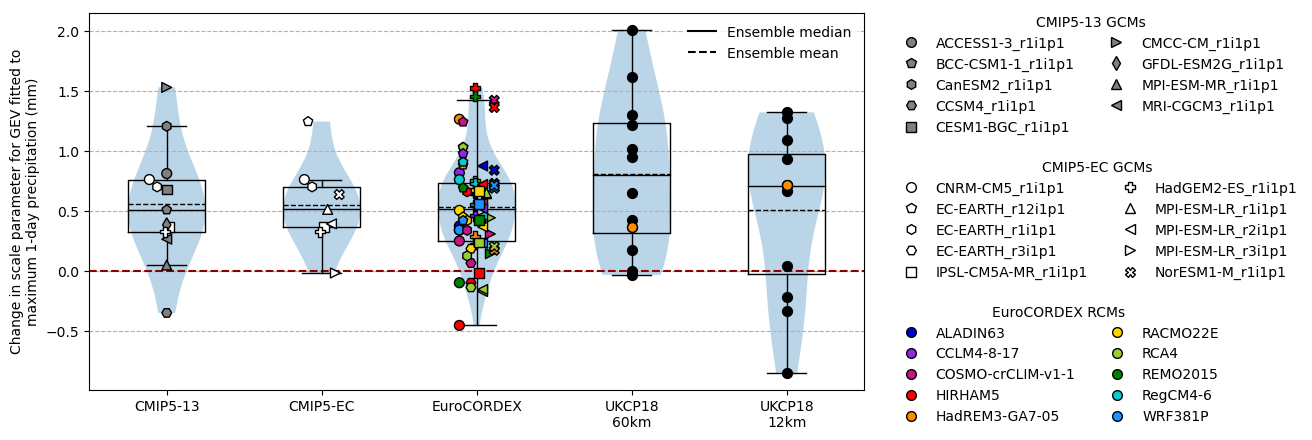 Change in scale parameter for GEV fitted to
maximum 1-day precipitation (mm)
2.0
1.5
1.0
0.5
0.0
−0.5
Ensemble median
Ensemble mean
CMIP5-13
CMIP5-EC
EuroCORDEX
UKCP18
60km
UKCP18
12km
CMIP5-13 GCMs
ACCESS1-3_r1i1p1
BCC-CSM1-1_r1i1p1
CanESM2_r1i1p1
CCSM4_r1i1p1
CESM1-BGC_r1i1p1
CMCC-CM_r1i1p1
GFDL-ESM2G_r1i1p1
MPI-ESM-MR_r1i1p1
MRI-CGCM3_r1i1p1
CMIP5-EC GCMs
CNRM-CM5_r1i1p1
EC-EARTH_r12i1p1
EC-EARTH_r1i1p1
EC-EARTH_r3i1p1
IPSL-CM5A-MR_r1i1p1
HadGEM2-ES_r1i1p1
MPI-ESM-LR_r1i1p1
MPI-ESM-LR_r2i1p1
MPI-ESM-LR_r3i1p1
NorESM1-M_r1i1p1
EuroCORDEX RCMs
ALADIN63
CCLM4-8-17
COSMO-crCLIM-v1-1
HIRHAM5
HadREM3-GA7-05
RACMO22E
RCA4
REMO2015
RegCM4-6
WRF381P